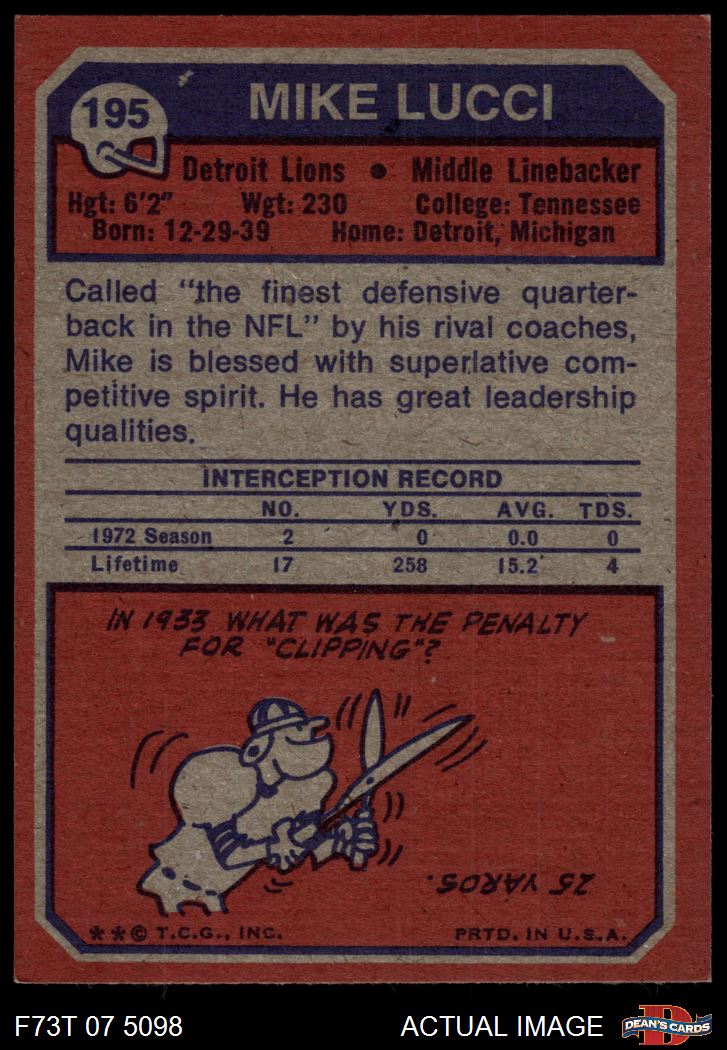 195
MIKE LUCCI
Detroit Lions • Middle Linebacker
Hgt: 6'2" Wgt: 230 College: Tennessee
Born: 12-29-39 Home: Detroit, Michigan
Called "the finest defensive quarter-
back in the NFL" by his rival coaches,
Mike is blessed with superlative com-
petitive spirit. He has great leadership
qualities.
INTERCEPTION RECORD
NO. YDS. AVG. TDS.
1972 Season 2 0 0.0 0
Lifetime 17 258 15.2 4
IN 1933 WHAT WAS THE PENALTY
FOR "CLIPPING"?
25 YARDS.
**© T.C.G., INC. PRTD. IN U.S.A.
F73T 07 5098 ACTUAL IMAGE D DEAN'S CARDS